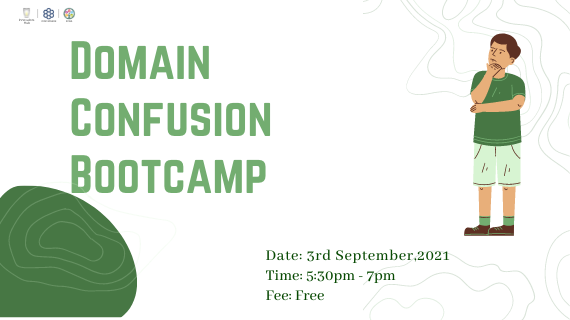 Domain
Confusion
Bootcamp
Date: 3rd September,2021
Time: 5:30pm - 7pm
Fee: Free